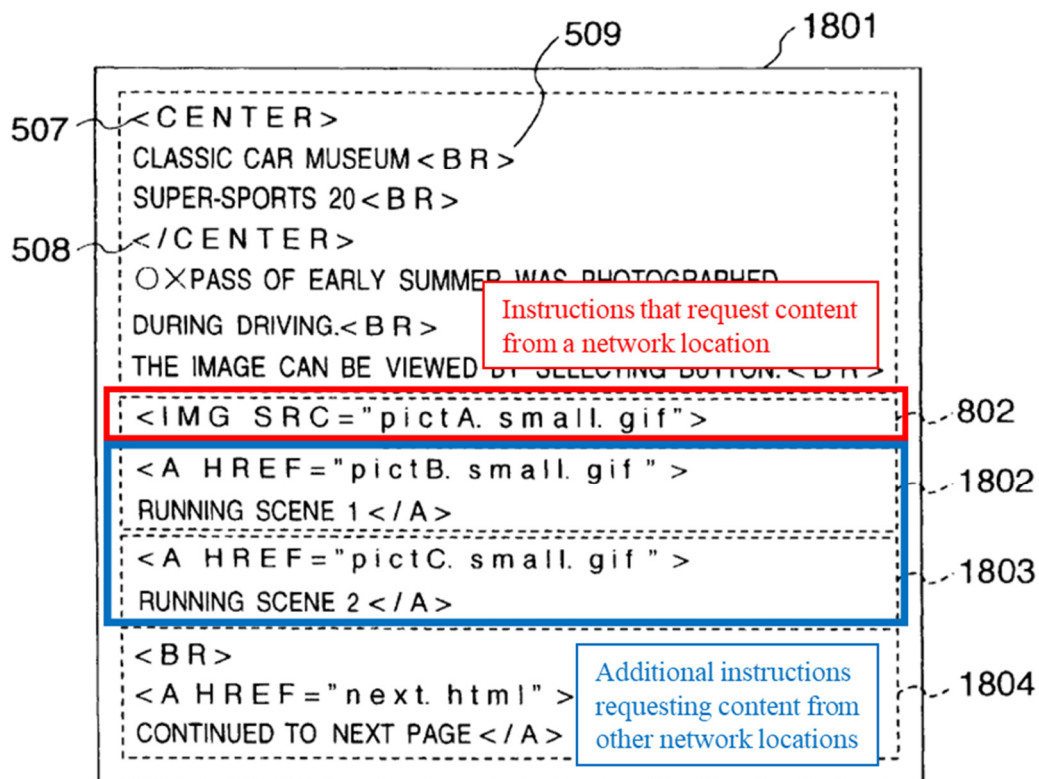 509
1801
507
<CENTER>
CLASSIC CAR MUSEUM<BR>
SUPER-SPORTS 20<BR>
508
</CENTER>
○×PASS OF EARLY SUMMER WAS PHOTOGRAPHED
Instructions that request content
from a network location
DURING DRIVING.<BR>
THE IMAGE CAN BE VIEWED BY SELECTING BUTTON.<BR>
<IMG SRC="pictA. small. gif">
802
<A HREF="pictB. small. gif ">
1802
RUNNING SCENE 1</A>
<A HREF="pictC. small. gif ">
1803
RUNNING SCENE 2</A>
<BR>
<A HREF="next. html">
1804
CONTINUED TO NEXT PAGE</A>
Additional instructions
requesting content from
other network locations